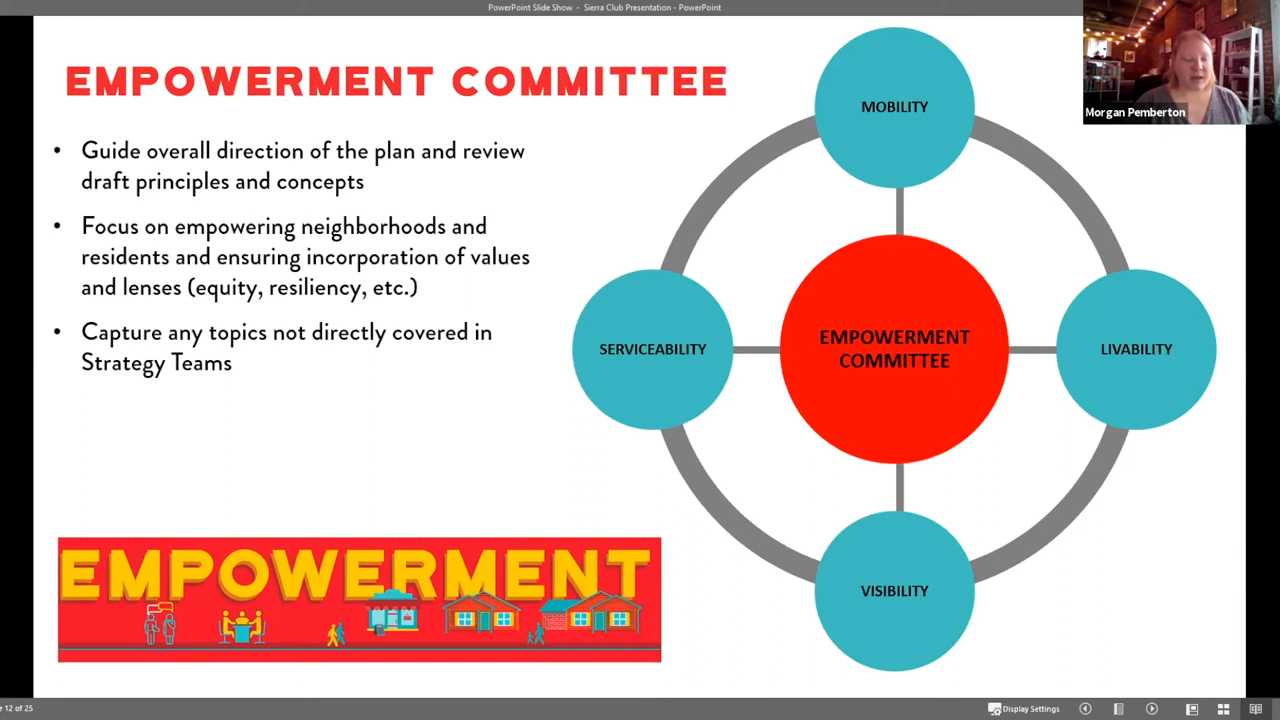 PowerPoint Slide Show - Sierra Club Presentation - PowerPoint
EMPOWERMENT COMMITTEE
• Guide overall direction of the plan and review
draft principles and concepts
• Focus on empowering neighborhoods and
residents and ensuring incorporation of values
and lenses (equity, resiliency, etc.)
• Capture any topics not directly covered in
Strategy Teams
MOBILITY
SERVICEABILITY
EMPOWERMENT
COMMITTEE
LIVABILITY
VISIBILITY
EMPOWERMENT
Morgan Pemberton
e 12 of 25
Display Settings